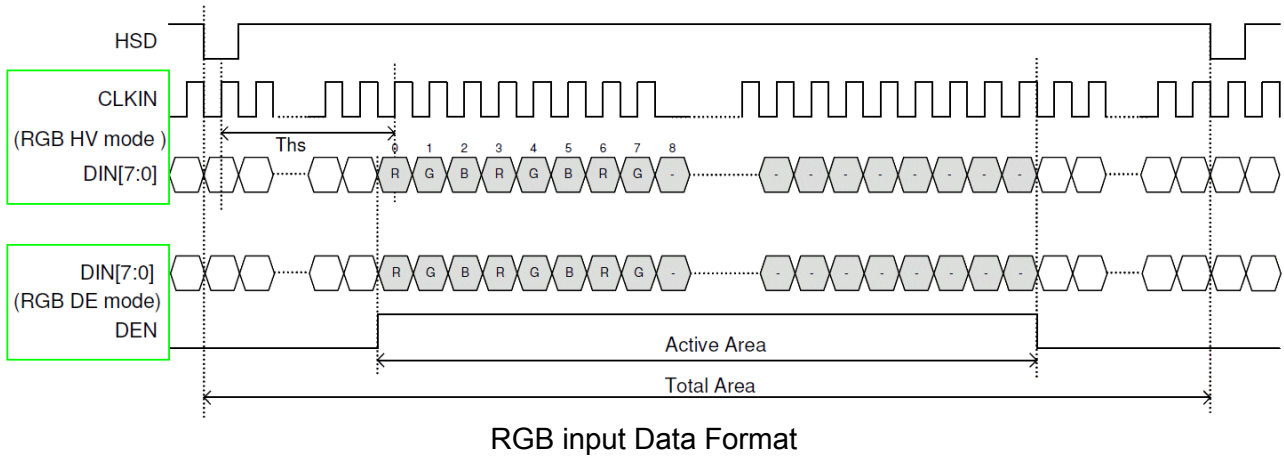 HSD
CLKIN
(RGB HV mode )
Ths
0 1 2 3 4 5 6 7 8
DIN[7:0]
R G B R G B R G - - - - - - - - -
DIN[7:0]
R G B R G B R G - - - - - - - - -
(RGB DE mode)
DEN
Active Area
Total Area
RGB input Data Format